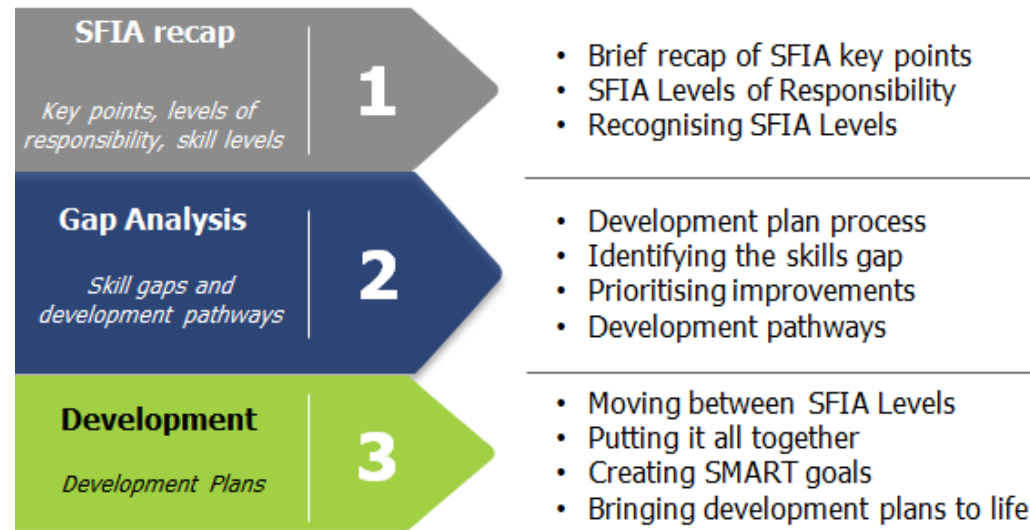 SFIA recap
Key points, levels of
responsibility, skill levels
1
• Brief recap of SFIA key points
• SFIA Levels of Responsibility
• Recognising SFIA Levels
Gap Analysis
Skill gaps and
development pathways
2
• Development plan process
• Identifying the skills gap
• Prioritising improvements
• Development pathways
Development
Development Plans
3
• Moving between SFIA Levels
• Putting it all together
• Creating SMART goals
• Bringing development plans to life